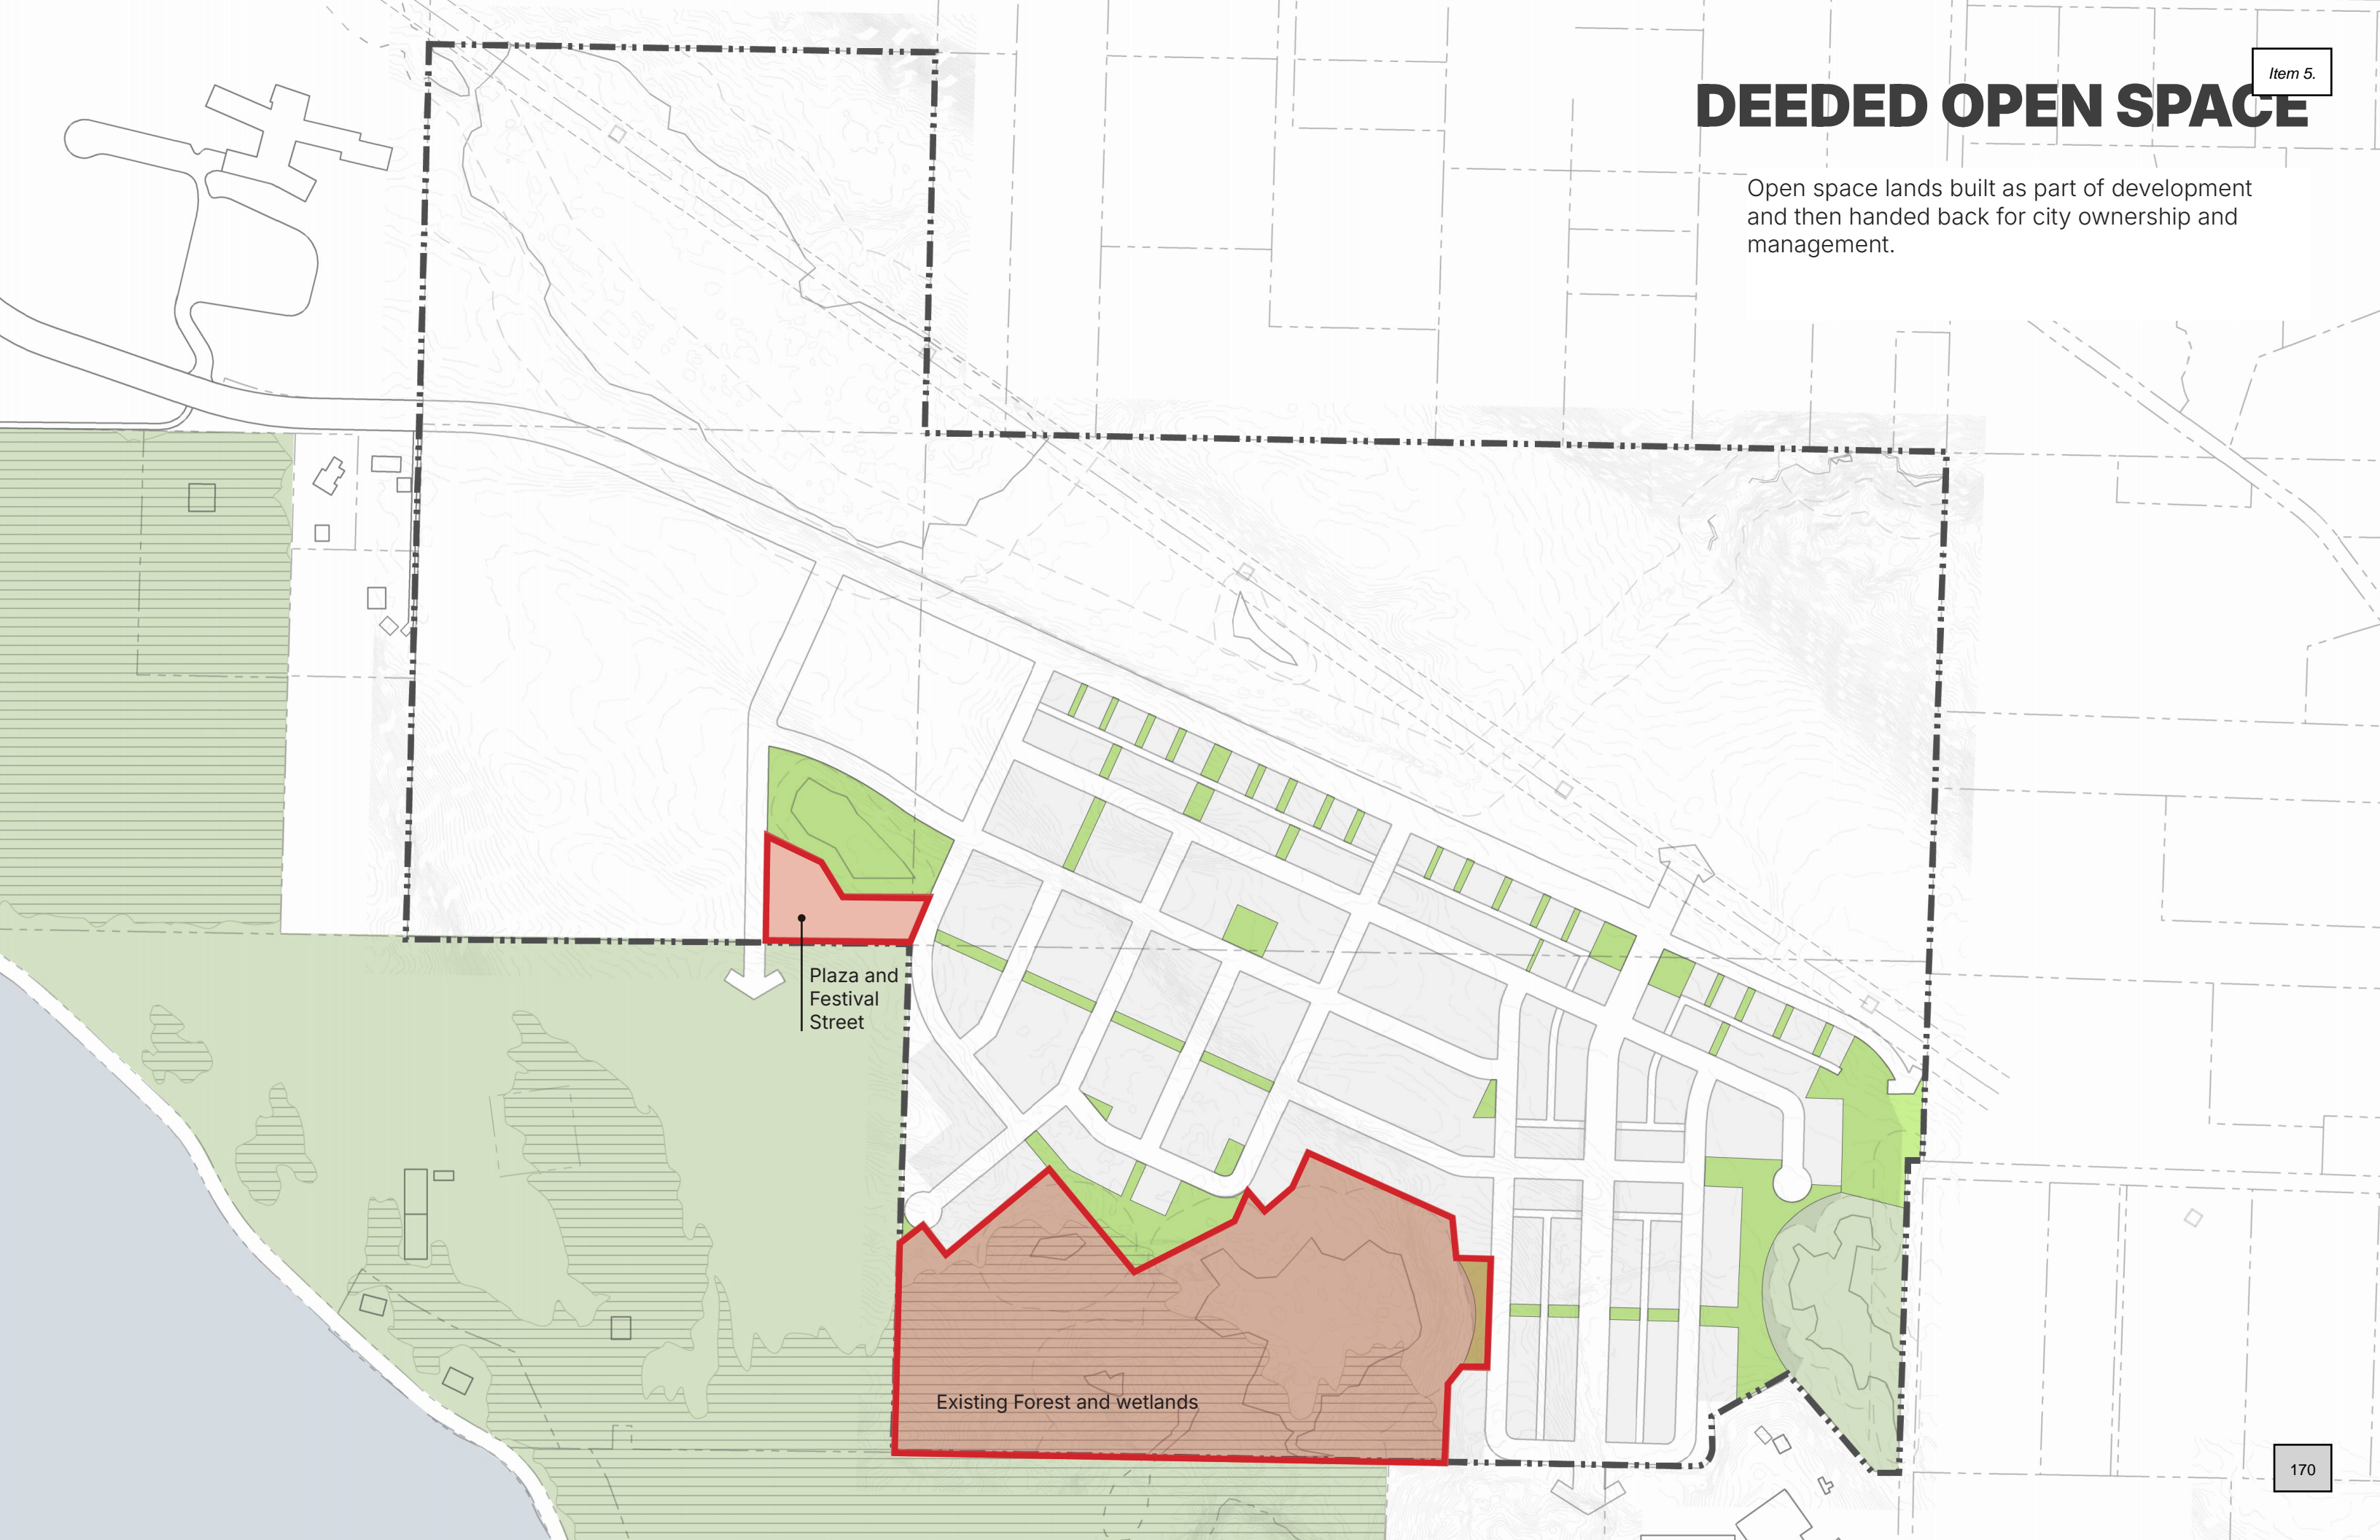 Item 5.
DEEDED OPEN SPACE
Open space lands built as part of development
and then handed back for city ownership and
management.
Plaza and
Festival
Street
Existing Forest and wetlands
170